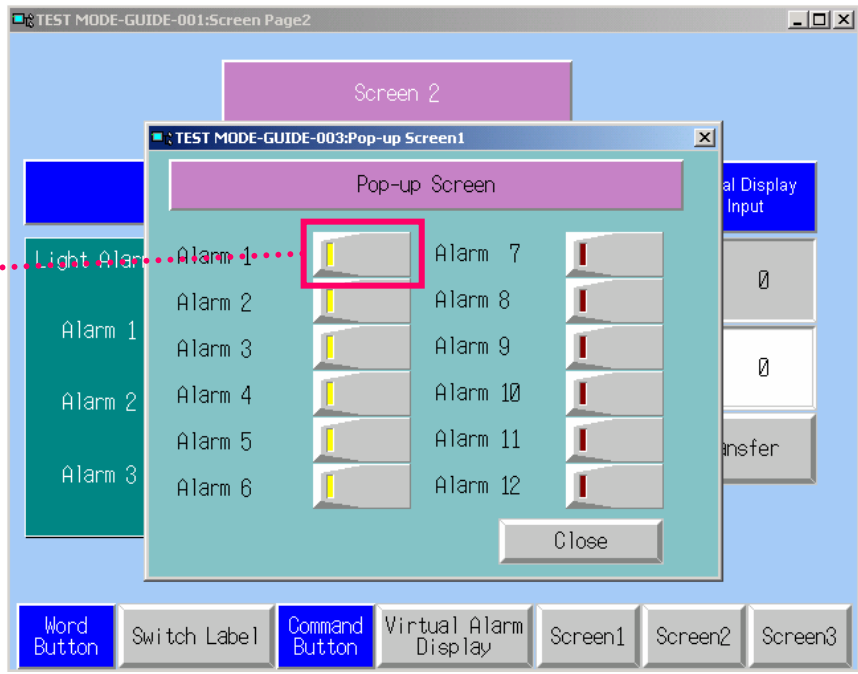 TEST MODE-GUIDE-001:Screen Page2
Screen 2
TEST MODE-GUIDE-003:Pop-up Screen1
Pop-up Screen
al Display
Input
Light Alar
Alarm 1
Alarm 7
0
Alarm 2
Alarm 8
Alarm 1
Alarm 3
Alarm 9
0
Alarm 2
Alarm 4
Alarm 10
Alarm 5
Alarm 11
ansfer
Alarm 3
Alarm 6
Alarm 12
Close
Word
Button
Switch Label
Command
Button
Virtual Alarm
Display
Screen1
Screen2
Screen3